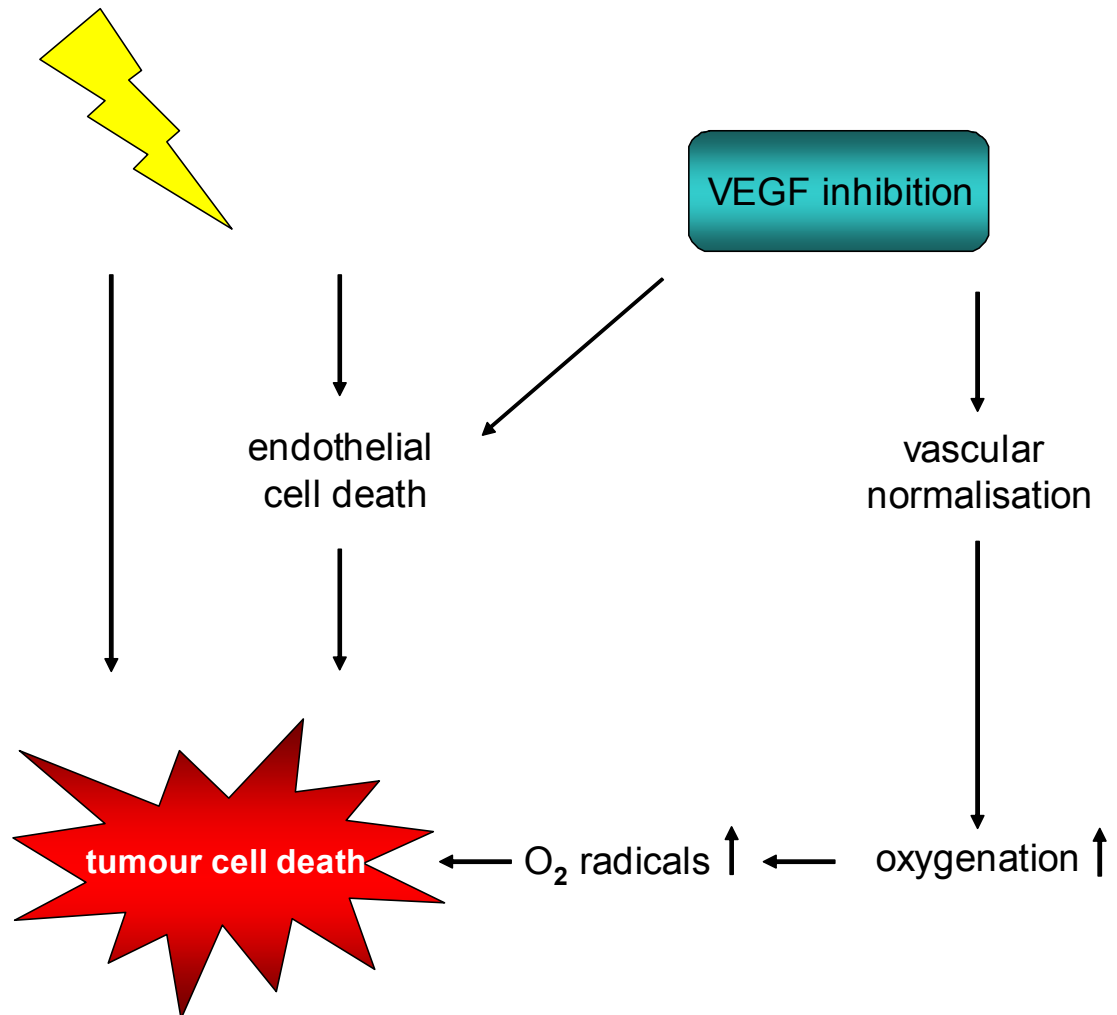 VEGF inhibition
endothelial
cell death
vascular
normalisation
tumour cell death
O₂ radicals
oxygenation